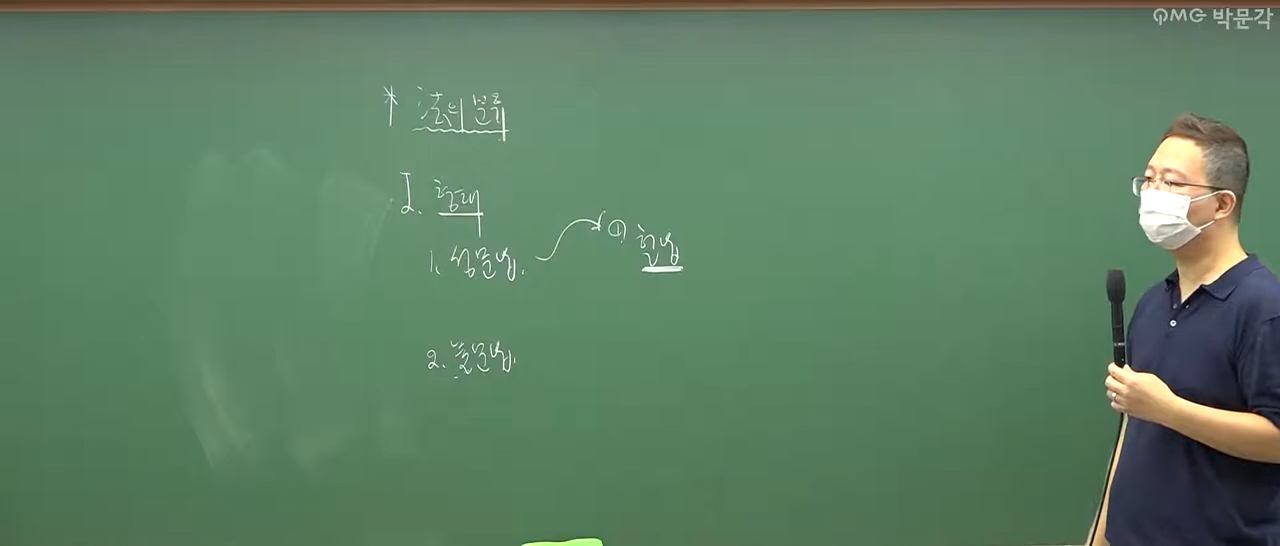 PMG 박문각
* 法의 분류
I. 형태
1. 성문법. → ① 헌법
2. 불문법.